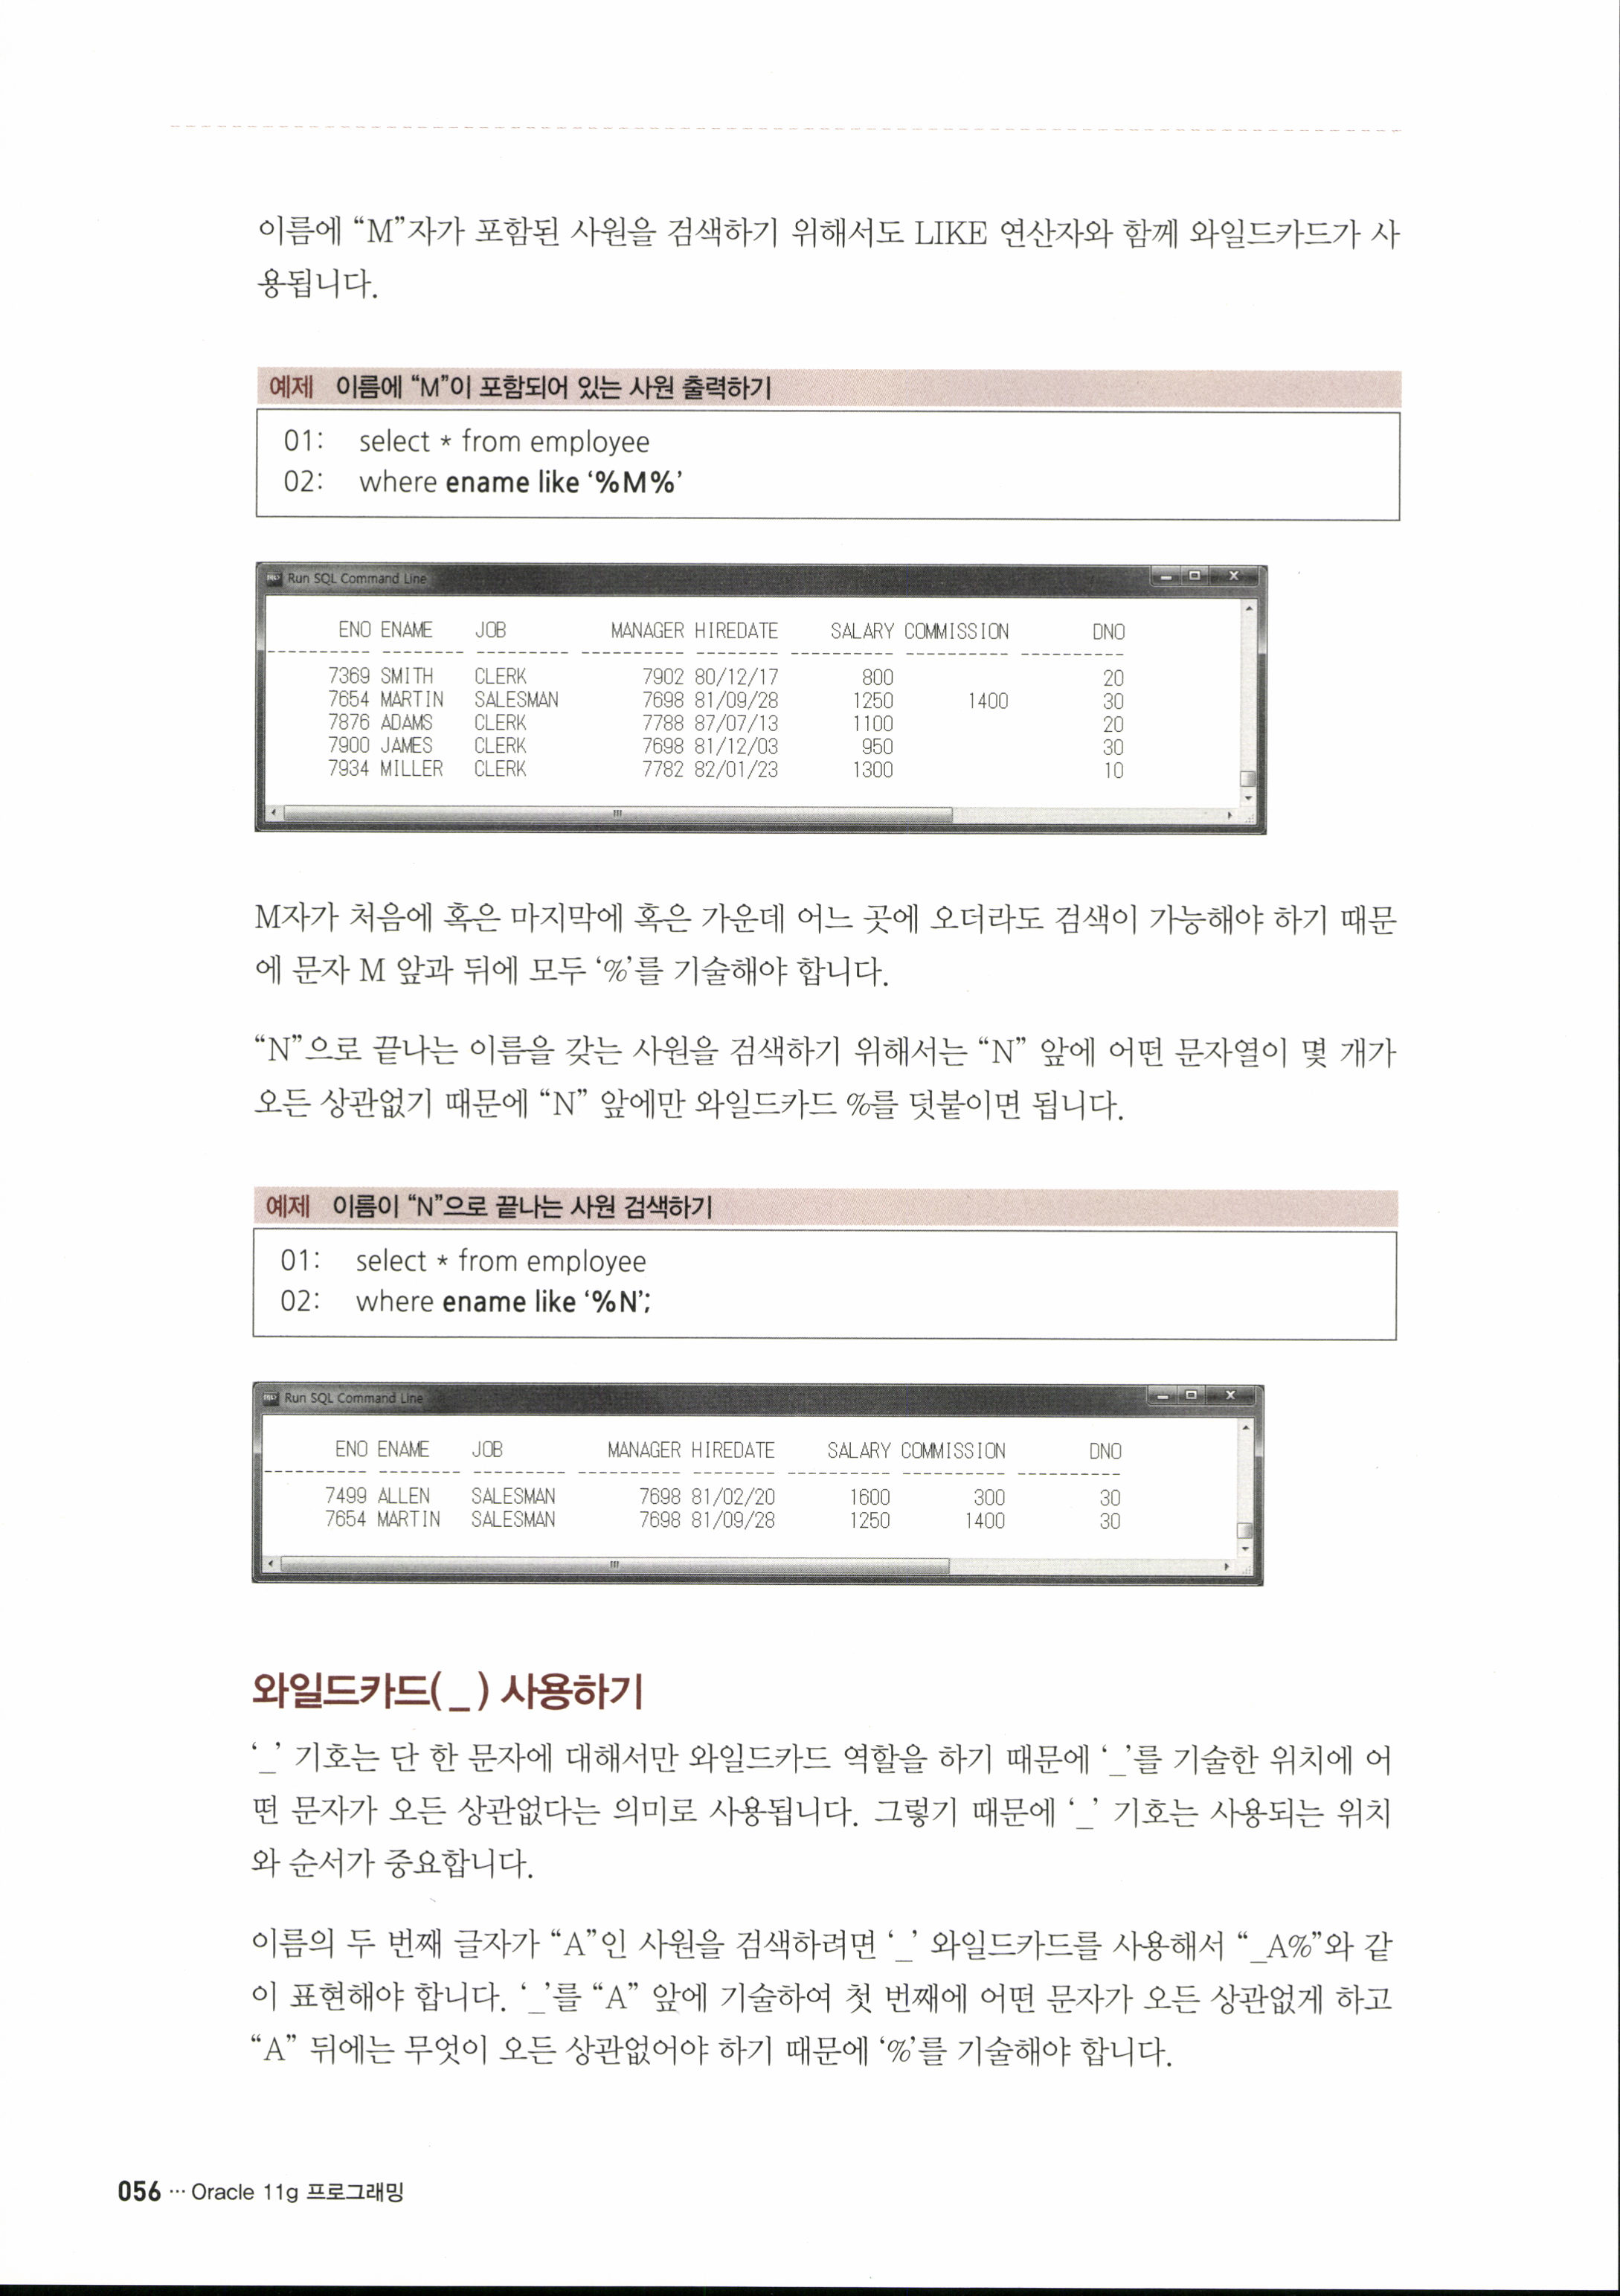 이름에 “M”자가 포함된 사원을 검색하기 위해서도 LIKE 연산자와 함께 와일드카드가 사
용됩니다.
예제 이름에 “M”이 포함되어 있는 사원 출력하기
01: select * from employee
02: where ename like ‘%M%’
Run SQL Command Line
ENO ENAME JOB MANAGER HIREDATE SALARY COMMISSION DNO
---------- -------- --------- ---------- -------- ---------- ---------- ----------
7369 SMITH CLERK 7902 80/12/17 800 20
7654 MARTIN SALESMAN 7698 81/09/28 1250 1400 30
7876 ADAMS CLERK 7788 87/07/13 1100 20
7900 JAMES CLERK 7698 81/12/03 950 30
7934 MILLER CLERK 7782 82/01/23 1300 10
M자가 처음에 혹은 마지막에 혹은 가운데 어느 곳에 오더라도 검색이 가능해야 하기 때문
에 문자 M 앞과 뒤에 모두 ‘%’를 기술해야 합니다.
“N”으로 끝나는 이름을 갖는 사원을 검색하기 위해서는 “N” 앞에 어떤 문자열이 몇 개가
오든 상관없기 때문에 “N” 앞에만 와일드카드 %를 덧붙이면 됩니다.
예제 이름이 “N”으로 끝나는 사원 검색하기
01: select * from employee
02: where ename like ‘%N’;
Run SQL Command Line
ENO ENAME JOB MANAGER HIREDATE SALARY COMMISSION DNO
---------- -------- --------- ---------- -------- ---------- ---------- ----------
7499 ALLEN SALESMAN 7698 81/02/20 1600 300 30
7654 MARTIN SALESMAN 7698 81/09/28 1250 1400 30
와일드카드( _ ) 사용하기
‘_’ 기호는 단 한 문자에 대해서만 와일드카드 역할을 하기 때문에 ‘_’를 기술한 위치에 어
떤 문자가 오든 상관없다는 의미로 사용됩니다. 그렇기 때문에 ‘_’ 기호는 사용되는 위치
와 순서가 중요합니다.
이름의 두 번째 글자가 “A”인 사원을 검색하려면 ‘_’ 와일드카드를 사용해서 “_A%”와 같
이 표현해야 합니다. ‘_’를 “A” 앞에 기술하여 첫 번째에 어떤 문자가 오든 상관없게 하고
“A” 뒤에는 무엇이 오든 상관없어야 하기 때문에 ‘%’를 기술해야 합니다.
056 ··· Oracle 11g 프로그래밍